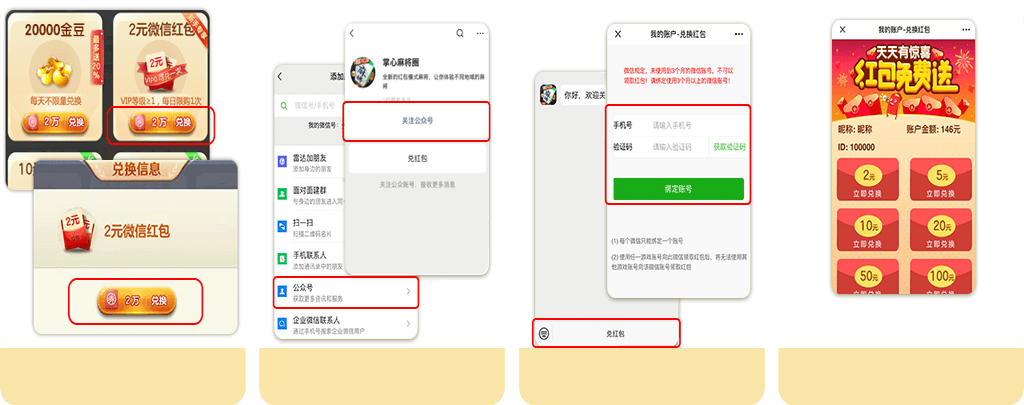 20000金豆
最多送20%
每天不限量兑换
2万 兑换
2元微信红包
2元
VIP0 每日一次
VIP等级≥1，每日限购1次
2万 兑换
10
兑换信息
2元
2元微信红包
2万 兑换
添加
微信号/手机号
我的微信号：
雷达加朋友
添加身边的朋友
面对面建群
与身边的朋友进入同
扫一扫
扫描二维码名片
手机联系人
添加通讯录中的朋友
公众号
获取更多资讯和服务
企业微信联系人
通过手机号搜索企业微信用户
掌心麻将圈
全新的红包模式麻将，让你体验不同地域的麻
将
关注公众号
兑红包
关注公众账号，接收更多消息
你好，欢迎关
兑红包
我的账户-兑换红包
微信规定，未使用到3个月的微信账号，不可以
领取红包！请绑定使用3个月以上的微信账号！
手机号 请输入手机号
验证码 请输入验证码 获取验证码
绑定账号
(1) 每个微信只能绑定一个账号
(2) 使用任一游戏账号向此微信领取红包后，将无法使用其
他游戏账号向该微信账号领取红包
我的账户-兑换红包
天天有惊喜
红包免费送
昵称: 昵称 账户金额: 146元
ID: 100000
2元 5元
立即兑换 立即兑换
10元 20元
立即兑换 立即兑换
50元 100元
立即兑换 立即兑换